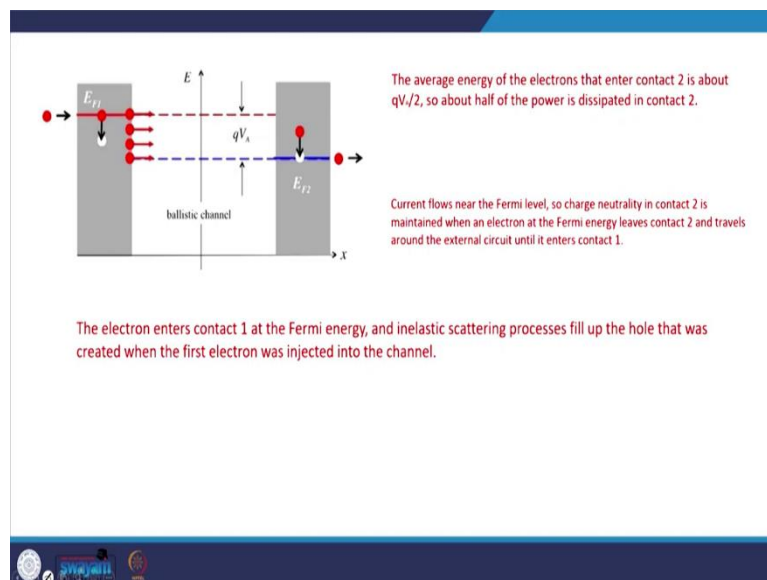 E
E_F1
qV_A
E_F2
ballistic channel
x
The average energy of the electrons that enter contact 2 is about
qVₐ/2, so about half of the power is dissipated in contact 2.
Current flows near the Fermi level, so charge neutrality in contact 2 is
maintained when an electron at the Fermi energy leaves contact 2 and travels
around the external circuit until it enters contact 1.
The electron enters contact 1 at the Fermi energy, and inelastic scattering processes fill up the hole that was
created when the first electron was injected into the channel.
swayam